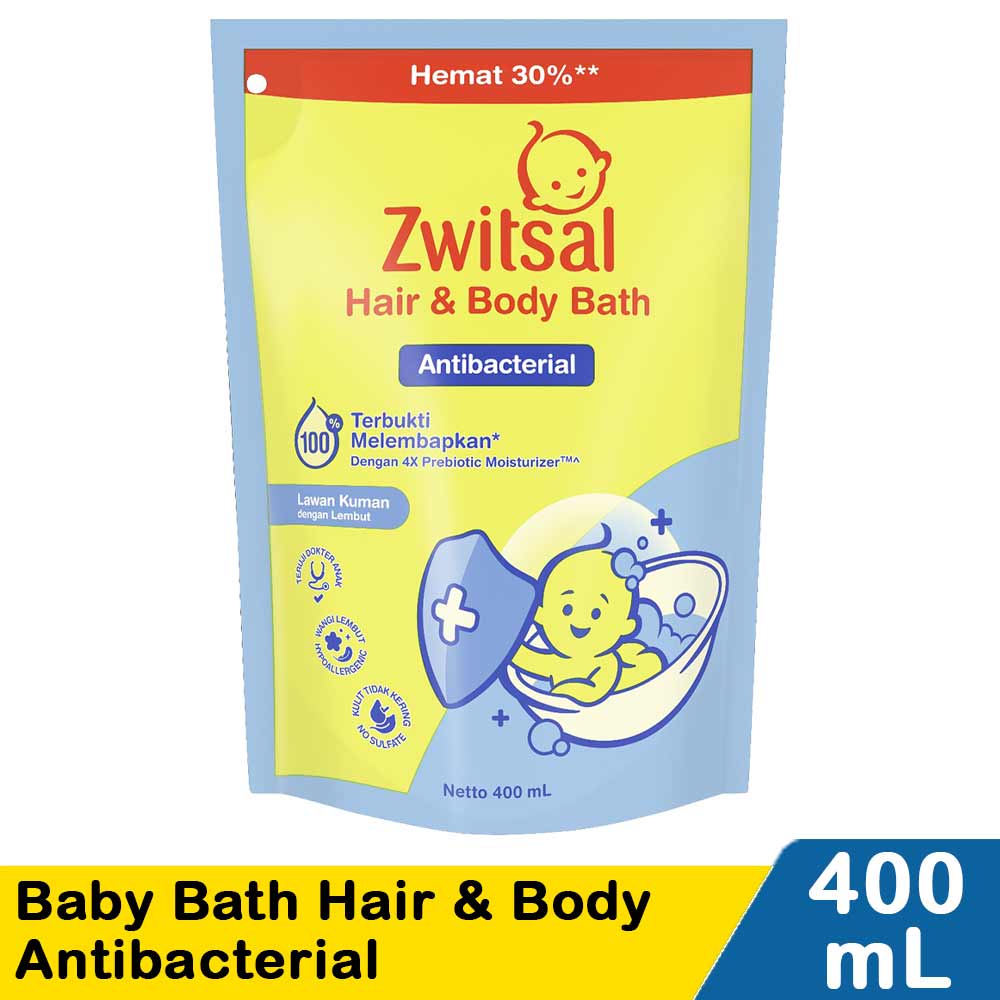 Hemat 30%**
Zwitsal
Hair & Body Bath
Antibacterial
100%
Terbukti
Melembapkan*
Dengan 4X Prebiotic Moisturizer™^
Lawan Kuman
dengan Lembut
TERUJI DOKTER ANAK
WANGI LEMBUT
HYPOALLERGENIC
KULIT TIDAK KERING
NO SULFATE
Netto 400 mL
Baby Bath Hair & Body
Antibacterial
400
mL